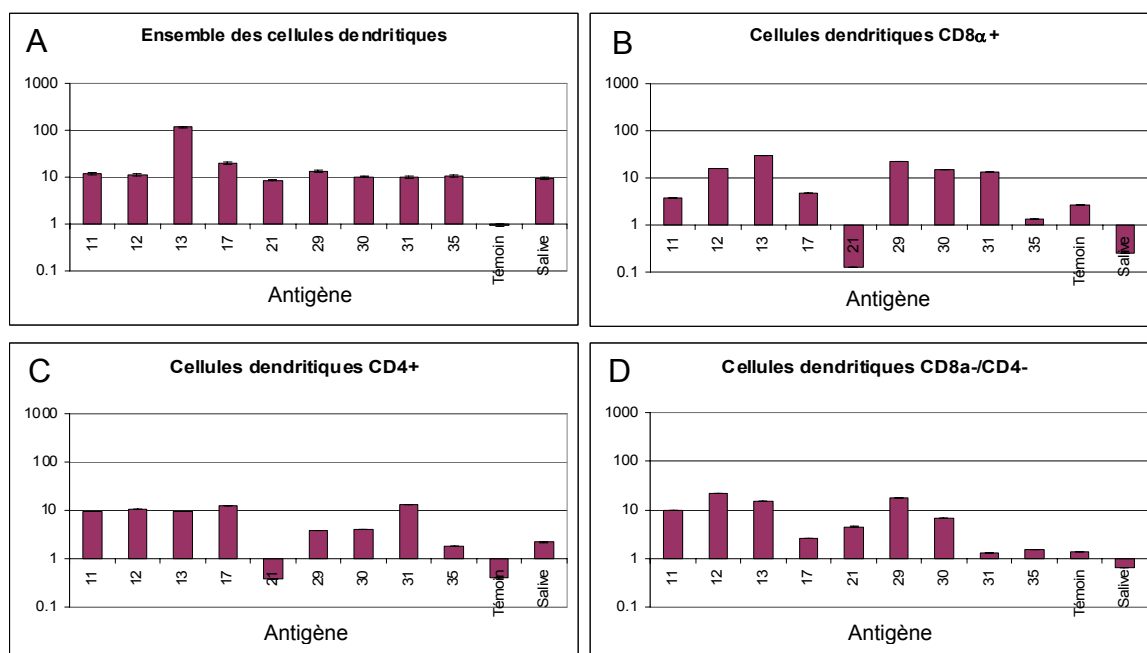 A
Ensemble des cellules dendritiques
1000
100
10
1
0.1
11 12 13 17 21 29 30 31 35 Témoin Salive
Antigène
B
Cellules dendritiques CD8α+
1000
100
10
1
0.1
11 12 13 17 21 29 30 31 35 Témoin Salive
Antigène
C
Cellules dendritiques CD4+
1000
100
10
1
0.1
11 12 13 17 21 29 30 31 35 Témoin Salive
Antigène
D
Cellules dendritiques CD8a-/CD4-
1000
100
10
1
0.1
11 12 13 17 21 29 30 31 35 Témoin Salive
Antigène